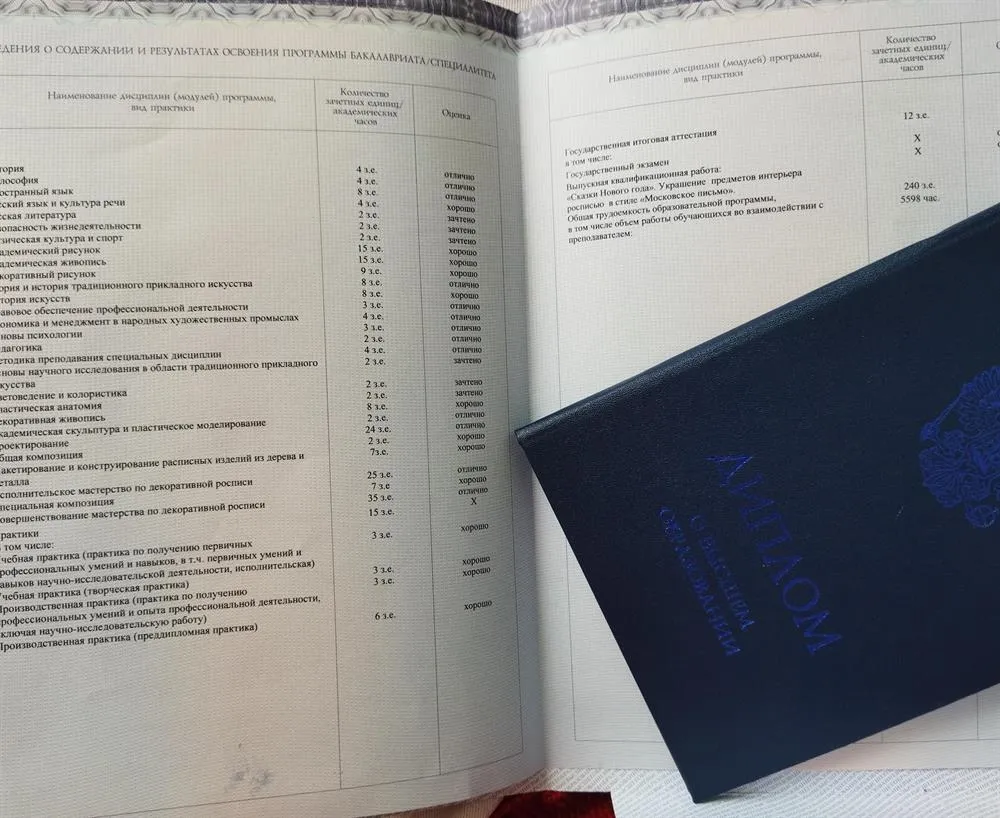 ЕДЕНИЯ О СОДЕРЖАНИИ И РЕЗУЛЬТАТАХ ОСВОЕНИЯ ПРОГРАММЫ БАКАЛАВРИАТА/СПЕЦИАЛИТЕТА
Наименование дисциплин (модулей) программы,
вид практики
Количество
зачетных единиц/
академических
часов
Оценка
тория 4 з.е. отлично
лософия 4 з.е. отлично
остранный язык 8 з.е. отлично
сский язык и культура речи 4 з.е. хорошо
ская литература 2 з.е. зачтено
зопасность жизнедеятельности 2 з.е. зачтено
изическая культура и спорт 2 з.е. зачтено
адемический рисунок 15 з.е. хорошо
адемическая живопись 15 з.е. хорошо
коративный рисунок 9 з.е. хорошо
ория и история традиционного прикладного искусства 8 з.е. отлично
тория искусств 8 з.е. хорошо
авовое обеспечение профессиональной деятельности 3 з.е. отлично
ономика и менеджмент в народных художественных промыслах 4 з.е. отлично
новы психологии 3 з.е. отлично
дагогика 2 з.е. отлично
етодика преподавания специальных дисциплин 4 з.е. отлично
новы научного исследования в области традиционного прикладного 2 з.е. зачтено
кусства
ветоведение и колористика 2 з.е. зачтено
астическая анатомия 2 з.е. зачтено
екоративная живопись 8 з.е. хорошо
кадемическая скульптура и пластическое моделирование 2 з.е. отлично
роектирование 24 з.е. отлично
бщая композиция 2 з.е. хорошо
акетирование и конструирование расписных изделий из дерева и 7з.е. хорошо
еталла
сполнительское мастерство по декоративной росписи 25 з.е. отлично
пециальная композиция 7 з.е хорошо
овершенствование мастерства по декоративной росписи 35 з.е. отлично
рактики 15 з.е. X
том числе:
чебная практика (практика по получению первичных 3 з.е. хорошо
рофессиональных умений и навыков, в т.ч. первичных умений и
авыков научно-исследовательской деятельности, исполнительская)
чебная практика (творческая практика) 3 з.е. хорошо
Производственная практика (практика по получению 3 з.е. хорошо
рофессиональных умений и опыта профессиональной деятельности,
ключая научно-исследовательскую работу)
Производственная практика (преддипломная практика) 6 з.е. хорошо
Наименование дисциплин (модулей) программы,
вид практики
Количество
зачетных единиц/
академических
часов
Государственная итоговая аттестация 12 з.е.
в том числе:
Государственный экзамен X
Выпускная квалификационная работа: X
«Сказки Нового года». Украшение предметов интерьера
росписью в стиле «Московское письмо».
Общая трудоемкость образовательной программы, 240 з.е.
в том числе объем работы обучающихся во взаимодействии с 5598 час.
преподавателем:
ДИПЛОМ
О ВЫСШЕМ
ОБРАЗОВАНИИ